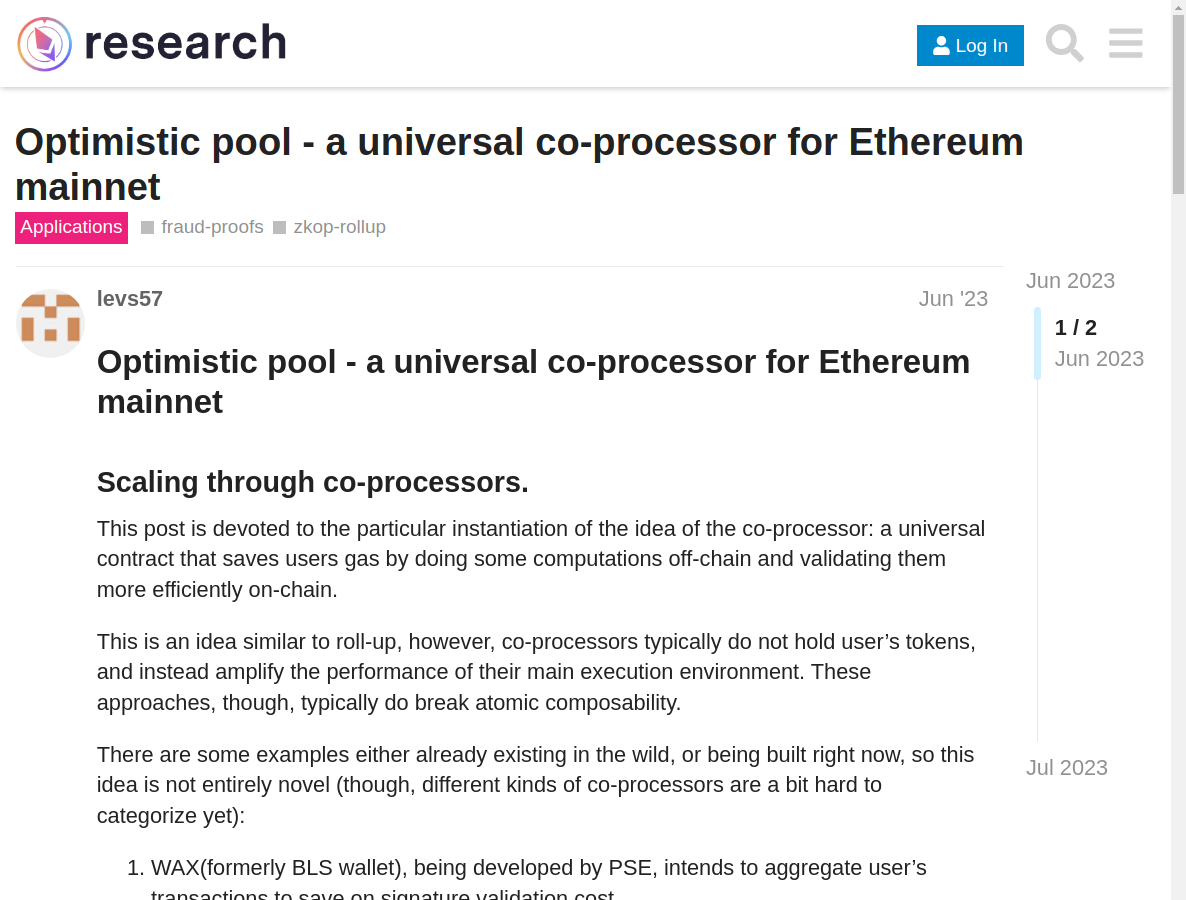 research
Log In
Optimistic pool - a universal co-processor for Ethereum
mainnet
Applications fraud-proofs zkop-rollup
Jun 2023
levs57 Jun '23
1 / 2
Jun 2023
Optimistic pool - a universal co-processor for Ethereum
mainnet
Scaling through co-processors.
This post is devoted to the particular instantiation of the idea of the co-processor: a universal
contract that saves users gas by doing some computations off-chain and validating them
more efficiently on-chain.
This is an idea similar to roll-up, however, co-processors typically do not hold user’s tokens,
and instead amplify the performance of their main execution environment. These
approaches, though, typically do break atomic composability.
There are some examples either already existing in the wild, or being built right now, so this
idea is not entirely novel (though, different kinds of co-processors are a bit hard to
categorize yet):
Jul 2023
1. WAX(formerly BLS wallet), being developed by PSE, intends to aggregate user’s
transactions to save on signature validation cost.